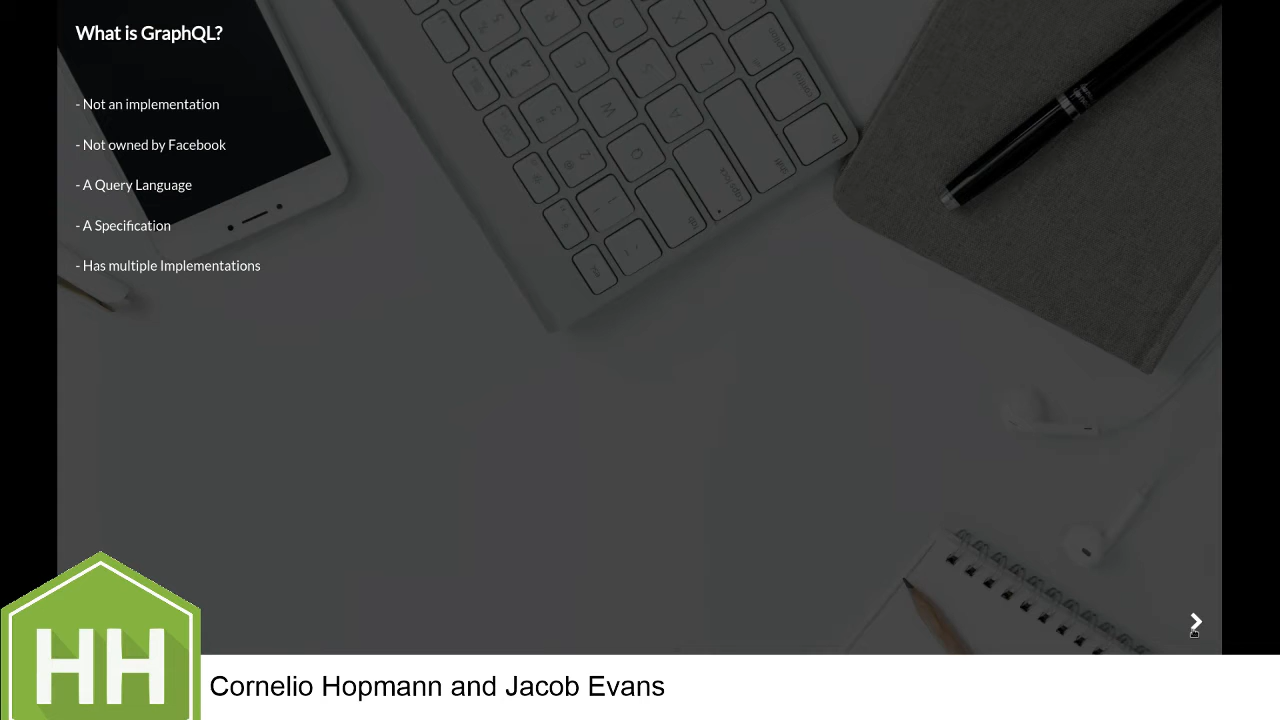 What is GraphQL?
- Not an implementation
- Not owned by Facebook
- A Query Language
- A Specification
- Has multiple Implementations
HH
Cornelio Hopmann and Jacob Evans